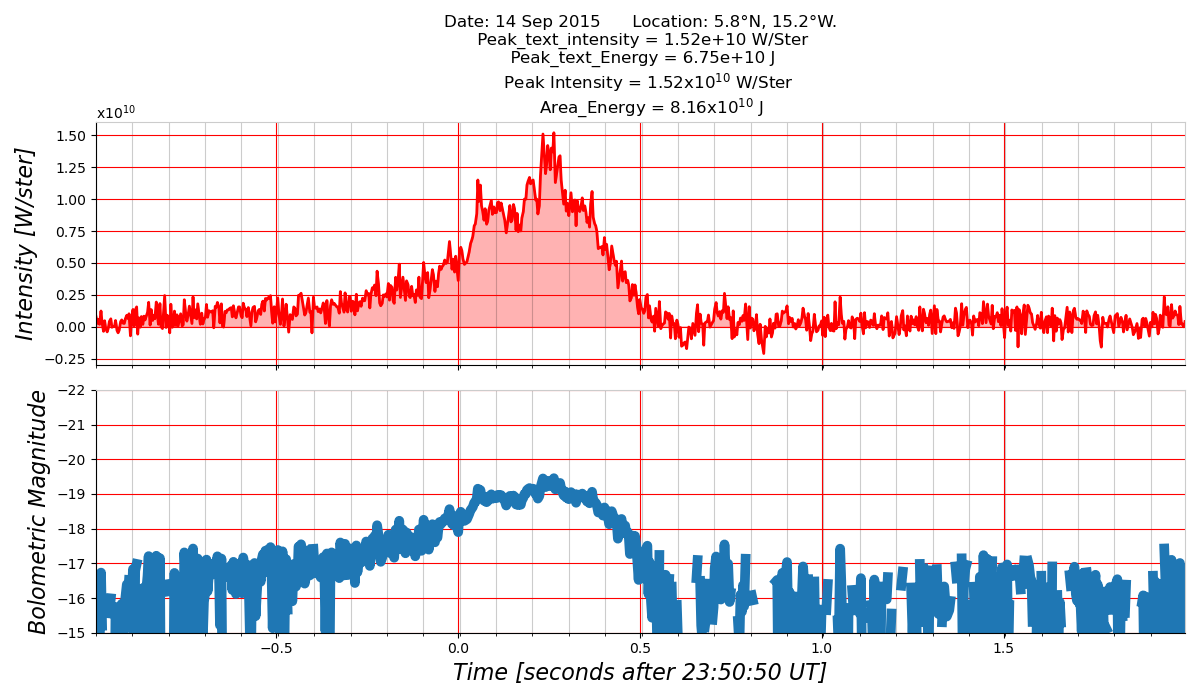 Date: 14 Sep 2015      Location: 5.8°N, 15.2°W.
Peak_text_intensity = 1.52e+10 W/Ster
Peak_text_Energy = 6.75e+10 J
Peak Intensity = 1.52x10¹⁰ W/Ster
Area_Energy = 8.16x10¹⁰ J
x10¹⁰
1.50
1.25
1.00
0.75
0.50
0.25
0.00
−0.25
Intensity [W/ster]
−22
−21
−20
−19
−18
−17
−16
−15
Bolometric Magnitude
−0.5 0.0 0.5 1.0 1.5
Time [seconds after 23:50:50 UT]